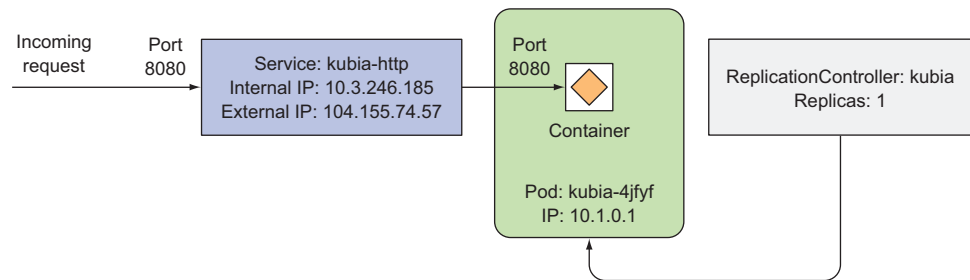 Incoming
request
Port
8080
Service: kubia-http
Internal IP: 10.3.246.185
External IP: 104.155.74.57
Port
8080
Container
Pod: kubia-4jfyf
IP: 10.1.0.1
ReplicationController: kubia
Replicas: 1